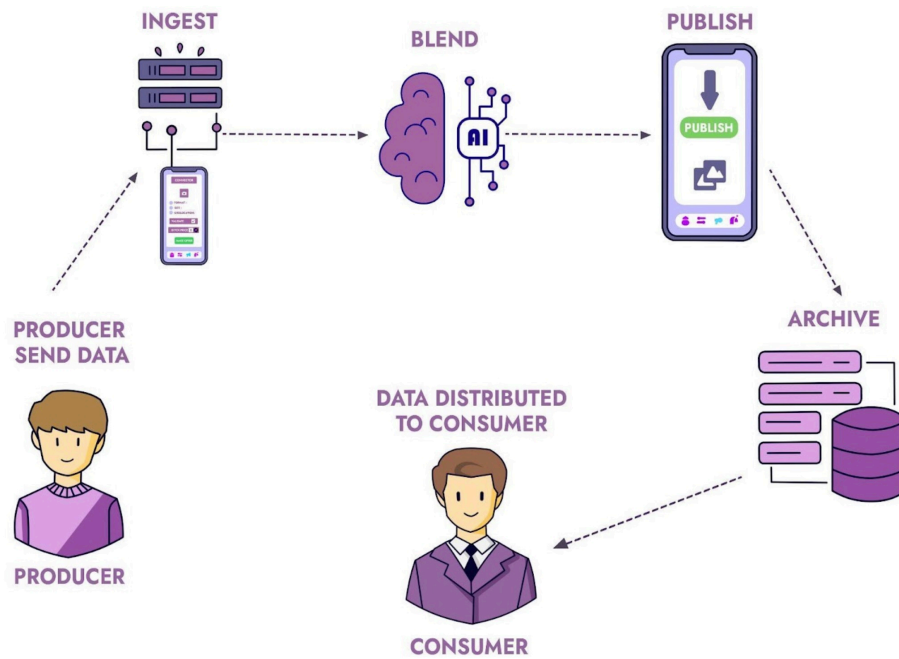 INGEST
BLEND
AI
PUBLISH
PUBLISH
ARCHIVE
PRODUCER
SEND DATA
PRODUCER
DATA DISTRIBUTED
TO CONSUMER
CONSUMER